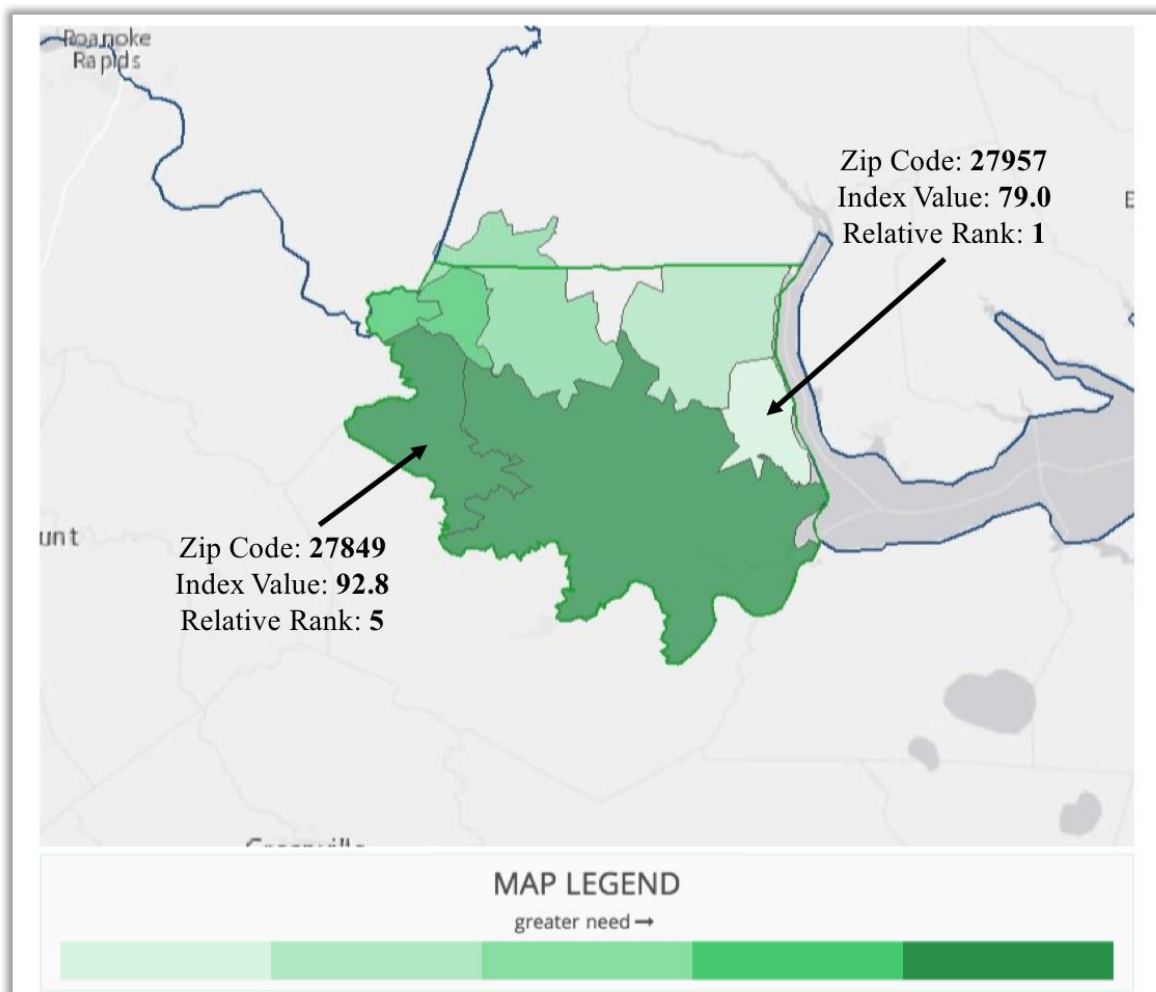 Roanoke
Rapids
Zip Code: 27957
Index Value: 79.0
Relative Rank: 1
E
unt
Zip Code: 27849
Index Value: 92.8
Relative Rank: 5
MAP LEGEND
greater need →